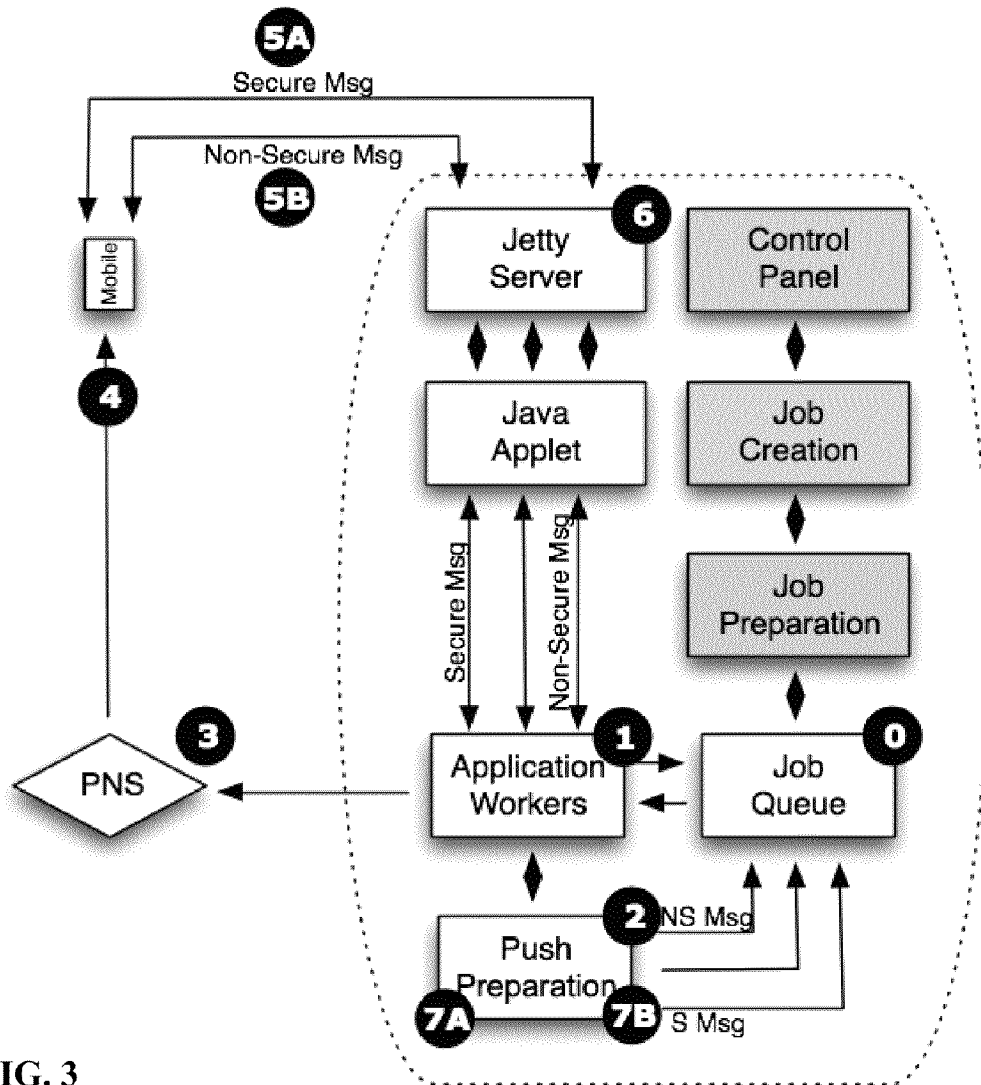 5A
Secure Msg
Non-Secure Msg
5B
6
Jetty
Server
Control
Panel
Mobile
4
Java
Applet
Job
Creation
Secure Msg
Non-Secure Msg
Job
Preparation
3
PNS
1
Application
Workers
0
Job
Queue
2
NS Msg
Push
Preparation
7A
7B
S Msg
IG. 3